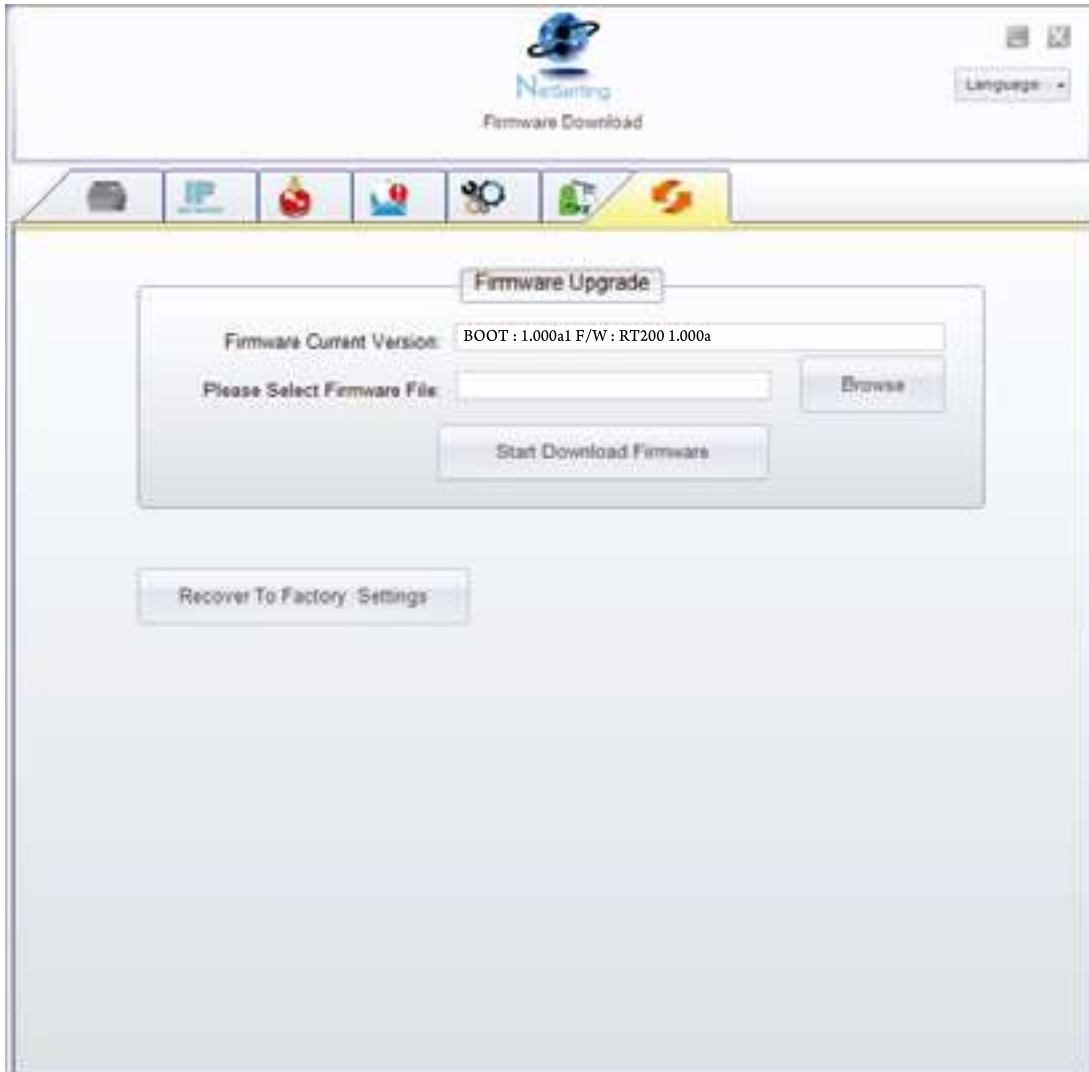 NetSetting
Language
Firmware Download
IP
Firmware Upgrade
Firmware Current Version: BOOT : 1.000a1 F/W : RT200 1.000a
Please Select Firmware File: Browse
Start Download Firmware
Recover To Factory Settings